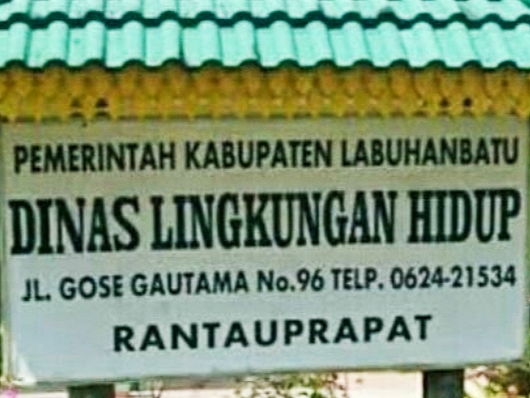 PEMERINTAH KABUPATEN LABUHANBATU
DINAS LINGKUNGAN HIDUP
JL. GOSE GAUTAMA No.96 TELP. 0624-21534
RANTAUPRAPAT